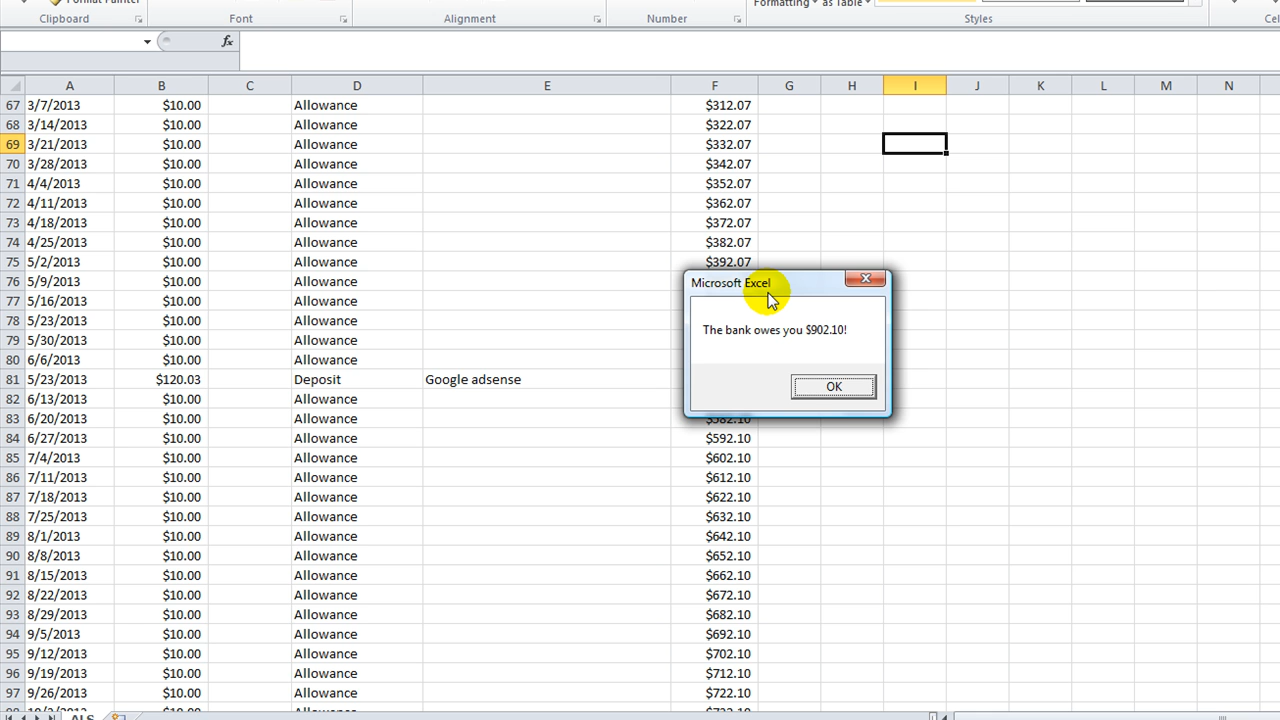 Format Painter
Formatting as Table
Clipboard Font Alignment Number Styles
fx
A B C D E F G H I J K L M N
67 3/7/2013 $10.00 Allowance $312.07
68 3/14/2013 $10.00 Allowance $322.07
69 3/21/2013 $10.00 Allowance $332.07
70 3/28/2013 $10.00 Allowance $342.07
71 4/4/2013 $10.00 Allowance $352.07
72 4/11/2013 $10.00 Allowance $362.07
73 4/18/2013 $10.00 Allowance $372.07
74 4/25/2013 $10.00 Allowance $382.07
75 5/2/2013 $10.00 Allowance $392.07
76 5/9/2013 $10.00 Allowance
77 5/16/2013 $10.00 Allowance
78 5/23/2013 $10.00 Allowance
79 5/30/2013 $10.00 Allowance
80 6/6/2013 $10.00 Allowance
81 5/23/2013 $120.03 Deposit Google adsense
82 6/13/2013 $10.00 Allowance
83 6/20/2013 $10.00 Allowance $582.10
84 6/27/2013 $10.00 Allowance $592.10
85 7/4/2013 $10.00 Allowance $602.10
86 7/11/2013 $10.00 Allowance $612.10
87 7/18/2013 $10.00 Allowance $622.10
88 7/25/2013 $10.00 Allowance $632.10
89 8/1/2013 $10.00 Allowance $642.10
90 8/8/2013 $10.00 Allowance $652.10
91 8/15/2013 $10.00 Allowance $662.10
92 8/22/2013 $10.00 Allowance $672.10
93 8/29/2013 $10.00 Allowance $682.10
94 9/5/2013 $10.00 Allowance $692.10
95 9/12/2013 $10.00 Allowance $702.10
96 9/19/2013 $10.00 Allowance $712.10
97 9/26/2013 $10.00 Allowance $722.10
Microsoft Excel
The bank owes you $902.10!
OK